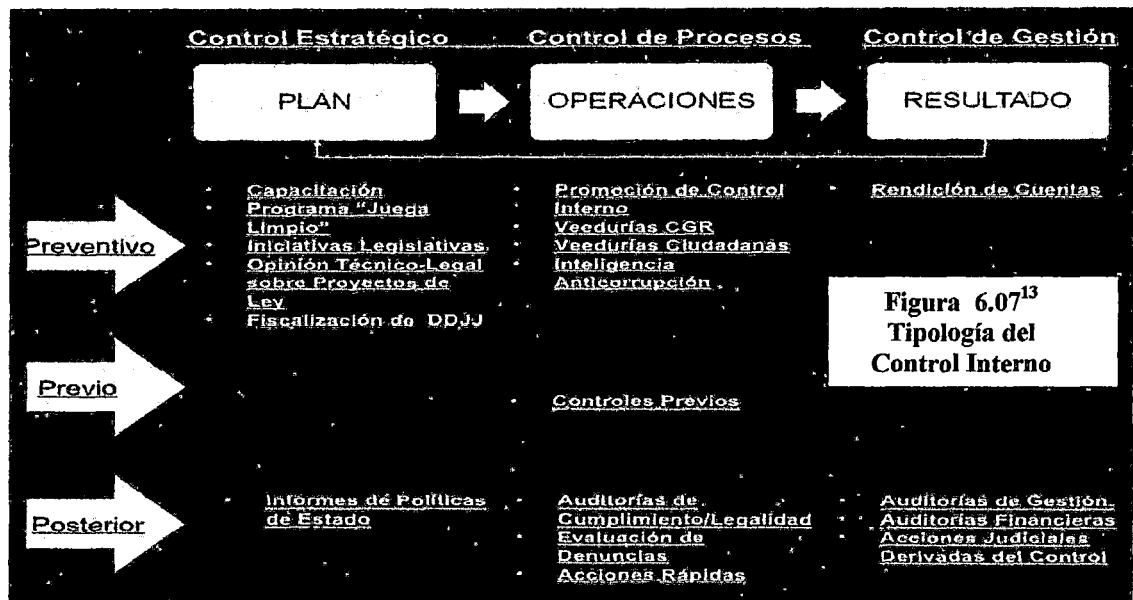 Control Estratégico Control de Procesos Control de Gestión
PLAN OPERACIONES RESULTADO
Preventivo
Capacitación
Programa "Juega
Limpio"
Iniciativas Legislativas
Opinión Técnico-Legal
sobre Proyectos de
Ley
Fiscalización de DDJJ
Promoción de Control
Interno
Veedurías CGR
Veedurías Ciudadanas
Inteligencia
Anticorrupción
Rendición de Cuentas
Figura 6.07¹³
Tipología del
Control Interno
Previo
Controles Previos
Posterior
Informes de Políticas
de Estado
Auditorías de
Cumplimiento/Legalidad
Evaluación de
Denuncias
Acciones Rápidas
Auditorías de Gestión
Auditorías Financieras
Acciones Judiciales
Derivadas del Control